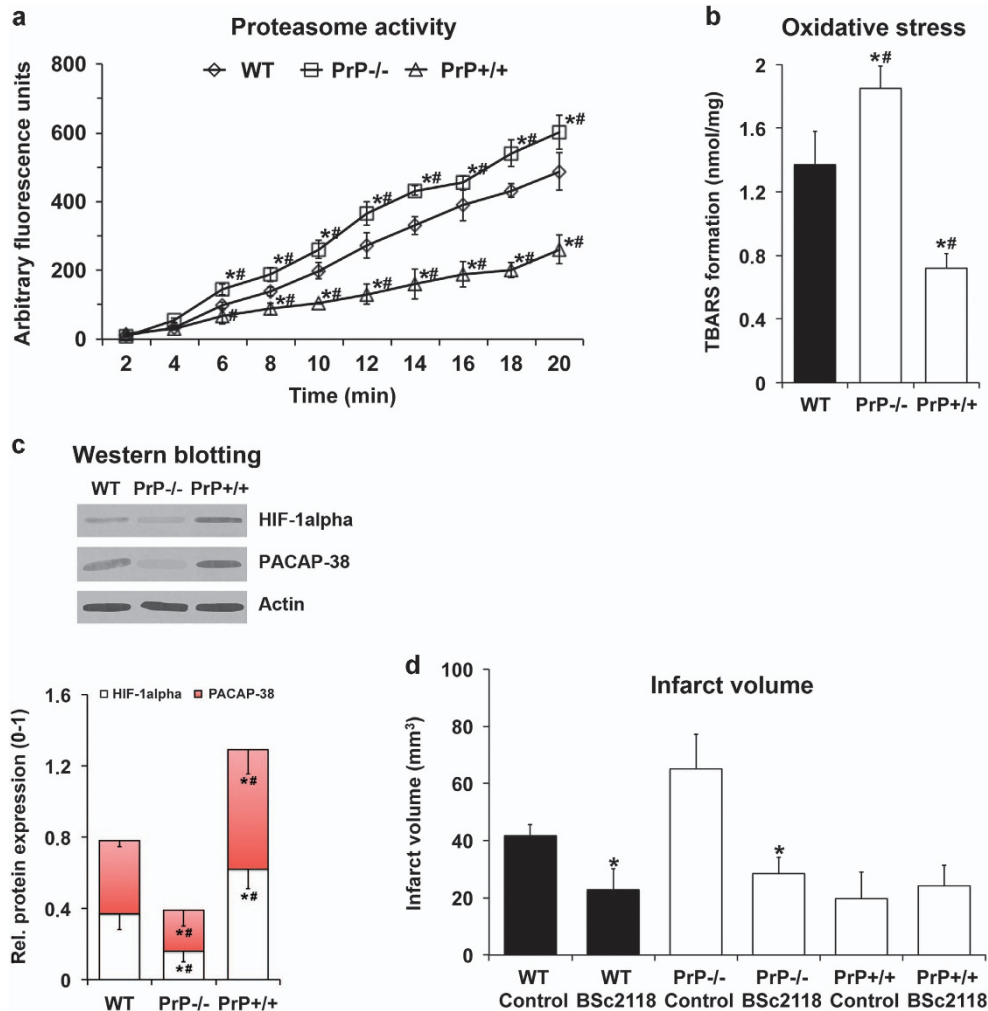 a
Proteasome activity
WT PrP-/- PrP+/+
Arbitrary fluorescence units
800
600
400
200
0
*# *# *# *# *# *# *# *#
*# *# *# *# *# *# *# *#
2 4 6 8 10 12 14 16 18 20
Time (min)
b
Oxidative stress
TBARS formation (nmol/mg)
2
1.6
1.2
0.8
0.4
0
*#
*#
WT PrP-/- PrP+/+
c
Western blotting
WT PrP-/- PrP+/+
HIF-1alpha
PACAP-38
Actin
HIF-1alpha PACAP-38
Rel. protein expression (0-1)
1.6
1.2
0.8
0.4
0
*#
*#
*#
*#
WT PrP-/- PrP+/+
d
Infarct volume
Infarct volume (mm³)
100
80
60
40
20
0
*
*
WT WT PrP-/- PrP-/- PrP+/+ PrP+/+
Control BSc2118 Control BSc2118 Control BSc2118